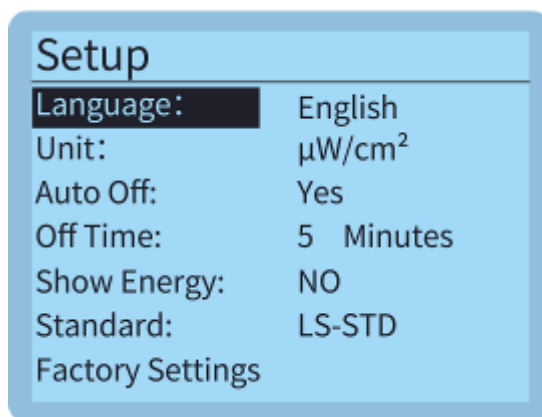 Setup
Language: English
Unit: μW/cm²
Auto Off: Yes
Off Time: 5 Minutes
Show Energy: NO
Standard: LS-STD
Factory Settings